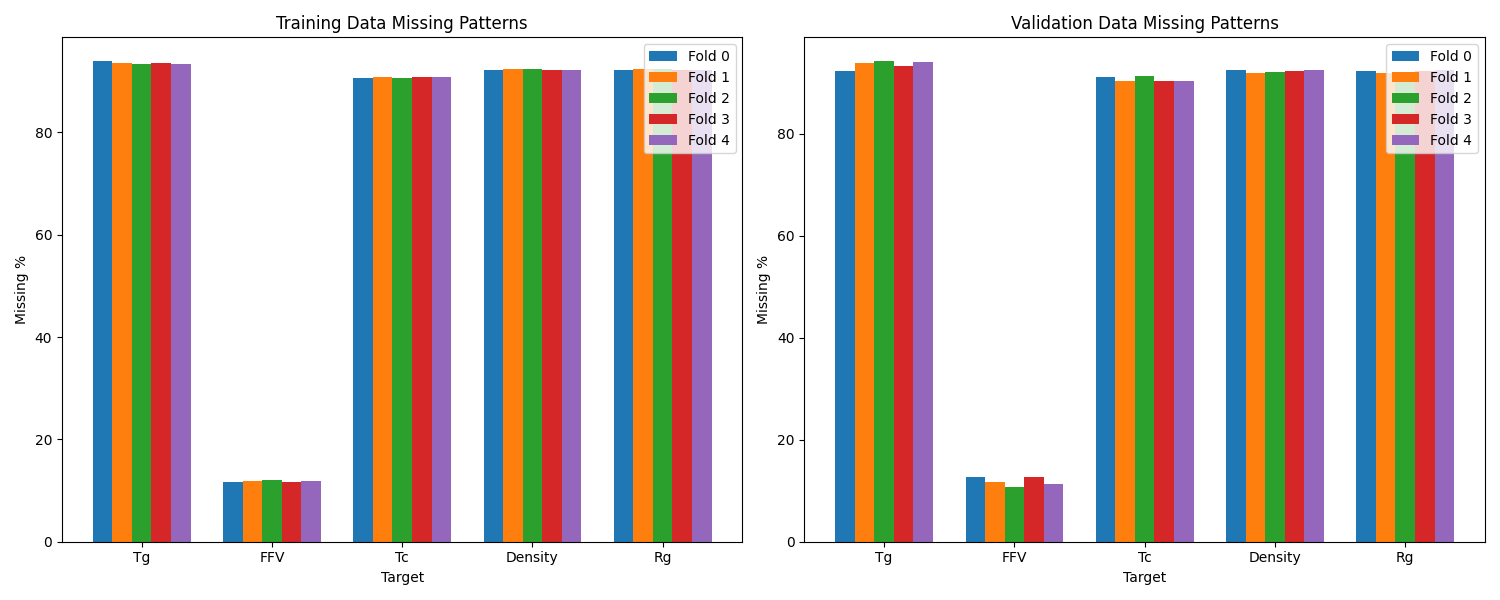 Training Data Missing Patterns
Missing %
80
60
40
20
0
Tg
FFV
Tc
Density
Rg
Target
Fold 0
Fold 1
Fold 2
Fold 3
Fold 4
Validation Data Missing Patterns
Missing %
80
60
40
20
0
Tg
FFV
Tc
Density
Rg
Target
Fold 0
Fold 1
Fold 2
Fold 3
Fold 4